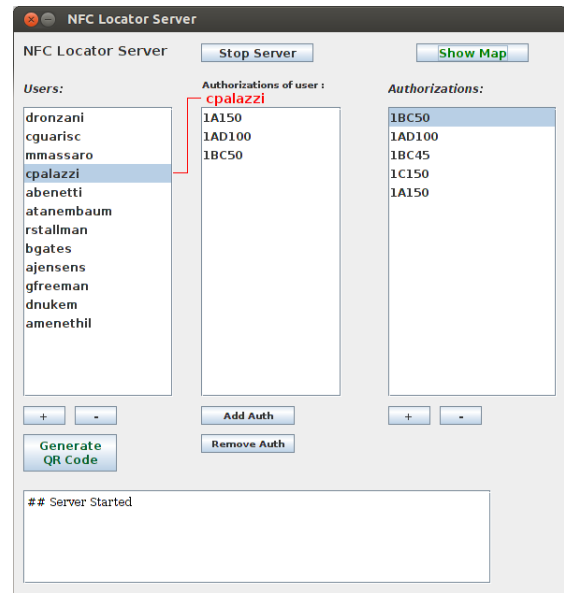 NFC Locator Server
NFC Locator Server
Stop Server
Show Map
Users:
Authorizations of user :
cpalazzi
Authorizations:
dronzani
cguarisc
mmassaro
cpalazzi
abenetti
atanembaum
rstallman
bgates
ajensens
gfreeman
dnukem
amenethil
1A150
1AD100
1BC50
1BC50
1AD100
1BC45
1C150
1A150
+
-
Add Auth
+
-
Generate
QR Code
Remove Auth
## Server Started